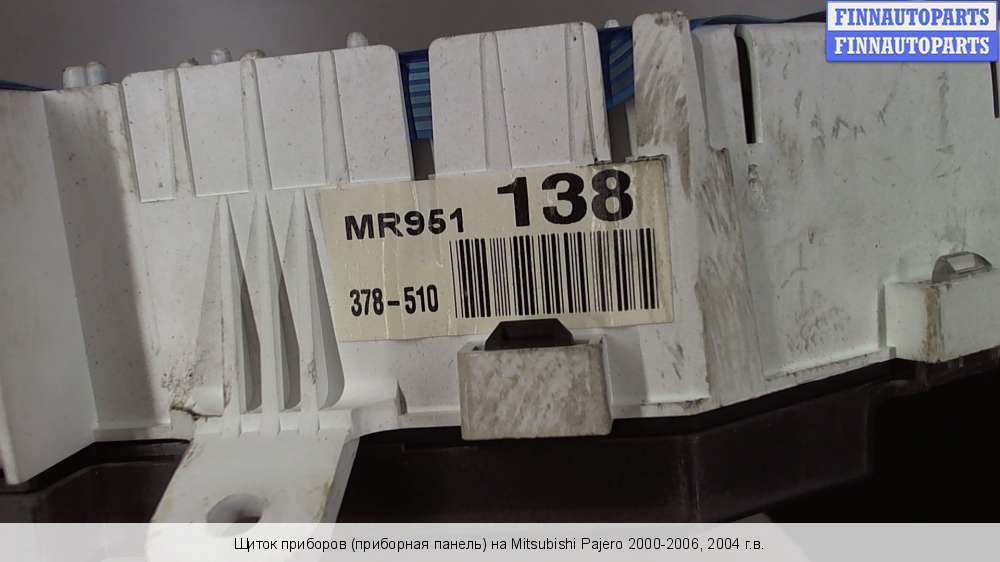 FINNAUTOPARTS
FINNAUTOPARTS
MR951 138
378-510
Щиток приборов (приборная панель) на Mitsubishi Pajero 2000-2006, 2004 г.в.